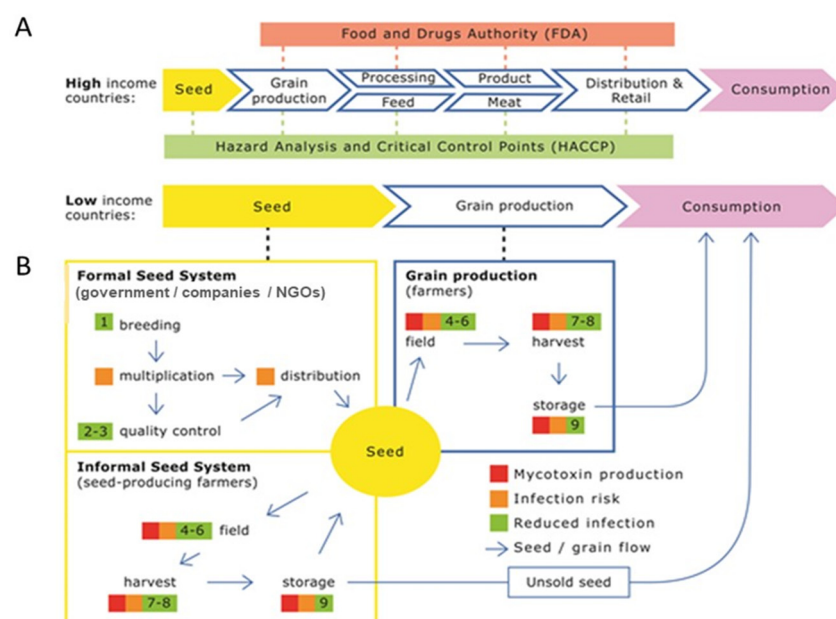 A
Food and Drugs Authority (FDA)
High income
countries:
Seed
Grain
production
Processing
Feed
Product
Meat
Distribution &
Retail
Consumption
Hazard Analysis and Critical Control Points (HACCP)
Low income
countries:
Seed
Grain production
Consumption
B
Formal Seed System
(government / companies / NGOs)
1 breeding
multiplication
distribution
2-3 quality control
Grain production
(farmers)
4-6
field
7-8
harvest
storage
9
Seed
Informal Seed System
(seed-producing farmers)
4-6 field
harvest
7-8
storage
9
Mycotoxin production
Infection risk
Reduced infection
Seed / grain flow
Unsold seed